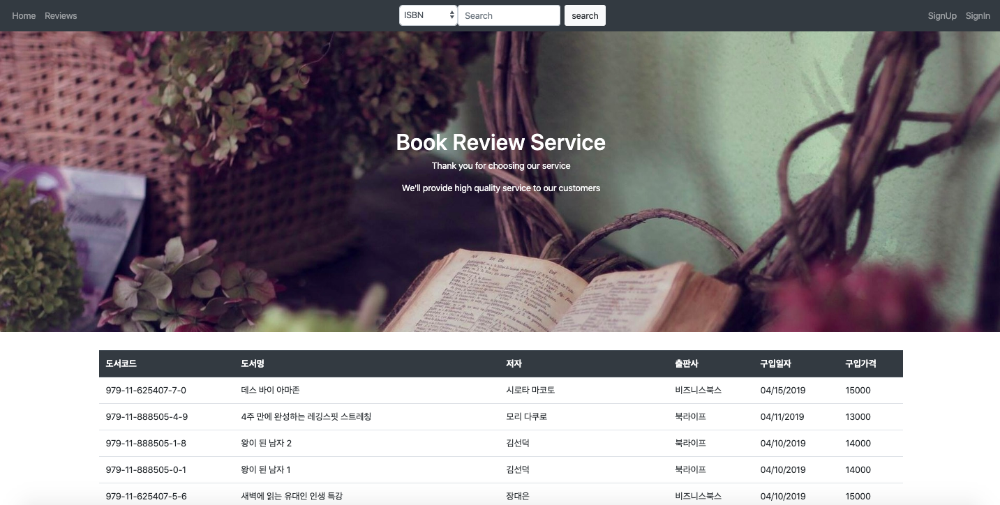 Home Reviews ISBN Search search SignUp SignIn
Book Review Service
Thank you for choosing our service
We'll provide high quality service to our customers
도서코드 도서명 저자 출판사 구입일자 구입가격
979-11-625407-7-0 데스 바이 아마존 시로타 마코토 비즈니스북스 04/15/2019 15000
979-11-888505-4-9 4주 만에 완성하는 레깅스핏 스트레칭 모리 다쿠로 북라이프 04/11/2019 13000
979-11-888505-1-8 왕이 된 남자 2 김선덕 북라이프 04/10/2019 14000
979-11-888505-0-1 왕이 된 남자 1 김선덕 북라이프 04/10/2019 14000
979-11-625407-5-6 새벽에 읽는 유대인 인생 특강 장대은 비즈니스북스 04/10/2019 15000